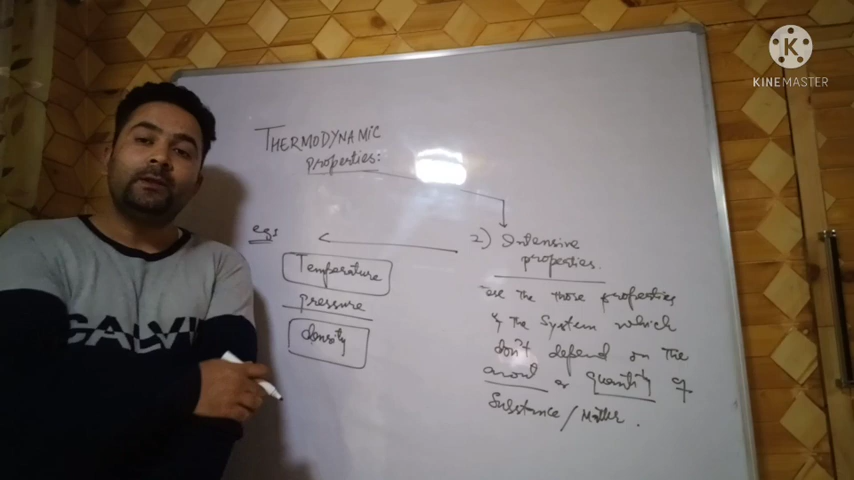 KINEMASTER
THERMODYNAMIC
properties:
egs
Temperature
pressure
density
2) Intensive
properties.
are the those properties
of the System which
don't depend on the
amout or quantity of
Substance/Matter.
CALVI